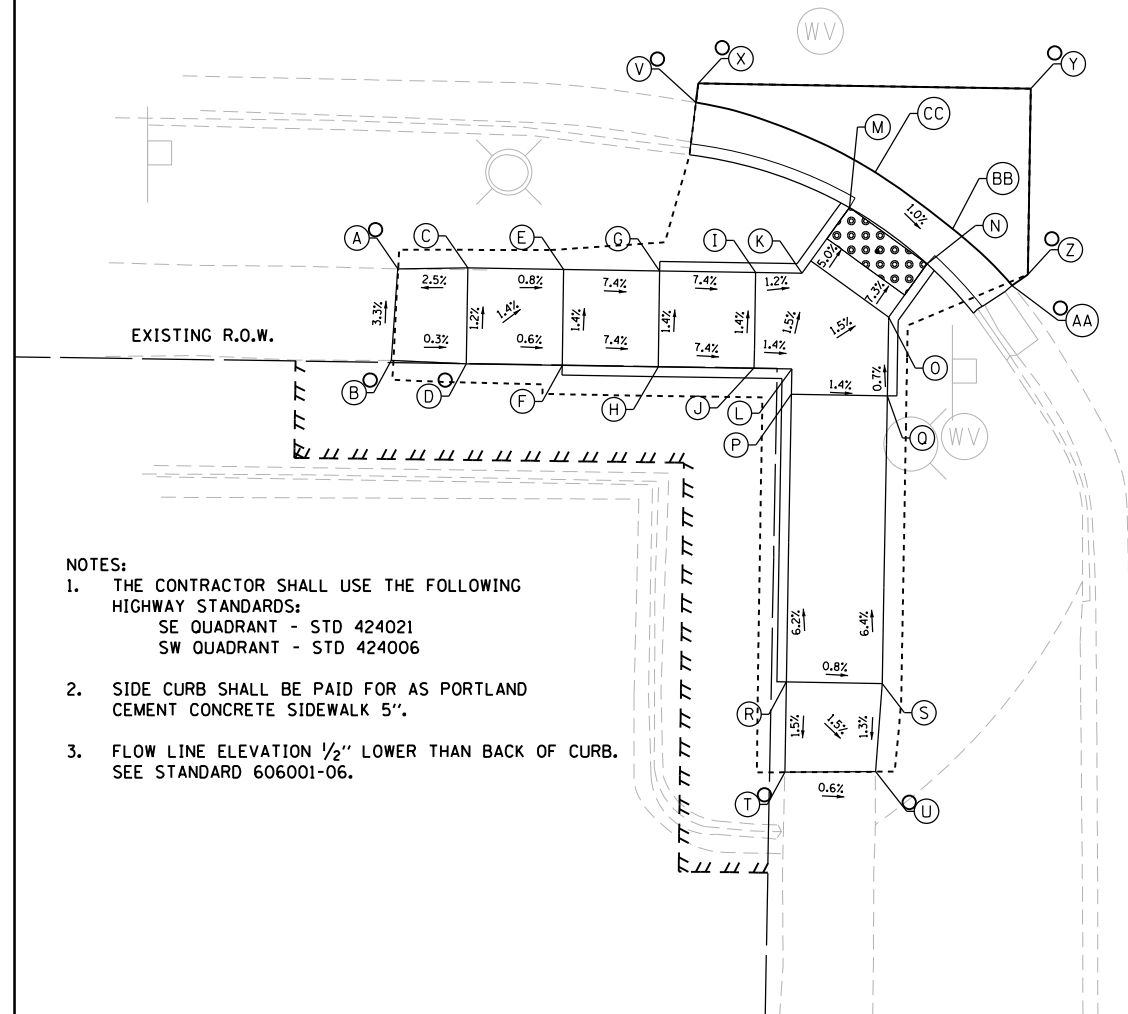 WV
V
X
Y
M
CC
BB
1.0%
N
A
C
E
G
I
K
Z
5.0%
2.5%
0.8%
7.4%
7.4%
1.2%
7.3%
3.3%
1.2%
1.4%
1.4%
1.4%
1.4%
1.5%
1.5%
AA
EXISTING R.O.W.
0.3%
0.6%
7.4%
7.4%
1.4%
O
B
D
F
H
J
L
1.4%
0.7%
P
Q
WV
NOTES:
1. THE CONTRACTOR SHALL USE THE FOLLOWING
HIGHWAY STANDARDS:
SE QUADRANT - STD 424021
SW QUADRANT - STD 424006
6.2%
6.4%
0.8%
2. SIDE CURB SHALL BE PAID FOR AS PORTLAND
CEMENT CONCRETE SIDEWALK 5".
R
S
1.5%
1.5%
1.3%
3. FLOW LINE ELEVATION 1/2" LOWER THAN BACK OF CURB.
SEE STANDARD 606001-06.
0.6%
T
U